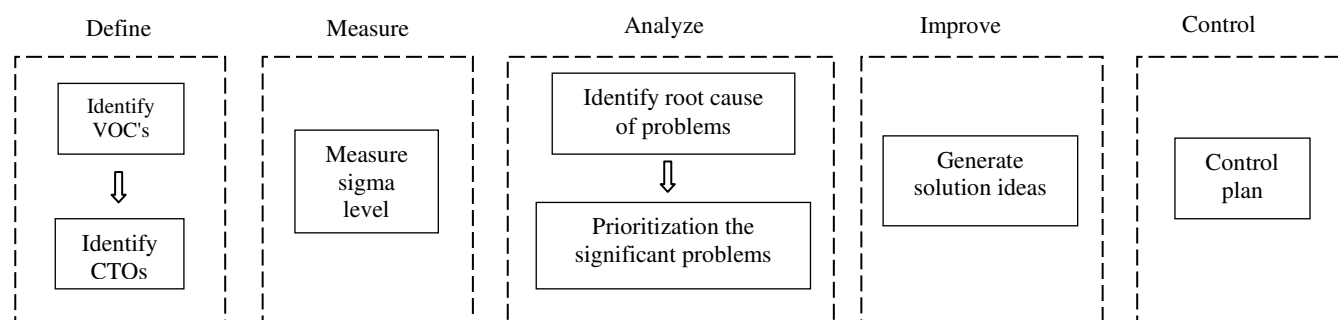 Define
Measure
Analyze
Improve
Control
Identify
VOC's
Identify
CTOs
Measure
sigma
level
Identify root cause
of problems
Prioritization the
significant problems
Generate
solution ideas
Control
plan